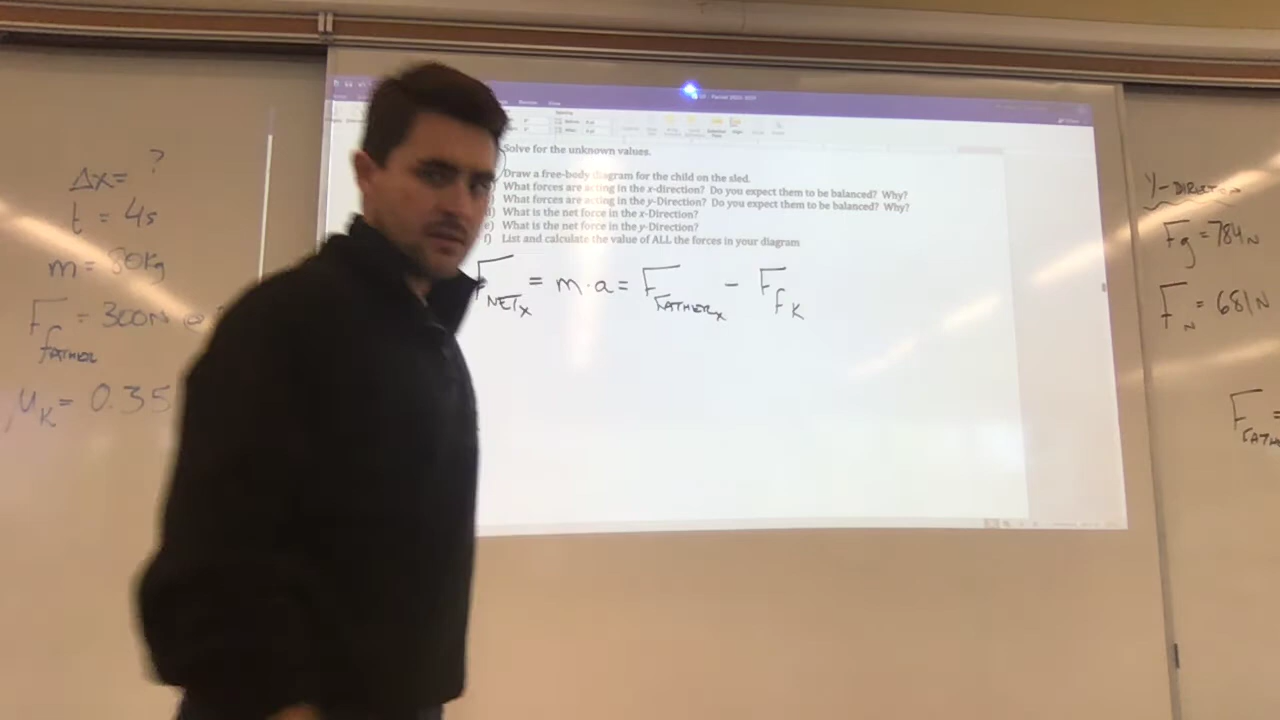 Δx= ?
t = 4s
m= 80kg
F father = 300N @
μK= 0.35
Solve for the unknown values.
Draw a free-body diagram for the child on the sled.
What forces are acting in the x-direction? Do you expect them to be balanced? Why?
What forces are acting in the y-Direction? Do you expect them to be balanced? Why?
What is the net force in the x-Direction?
e) What is the net force in the y-Direction?
f) List and calculate the value of ALL the forces in your diagram
F NETx = m·a = F FATHERx - F fK
Y-DIRECTION
Fg = 784N
FN = 681N
F FATH =